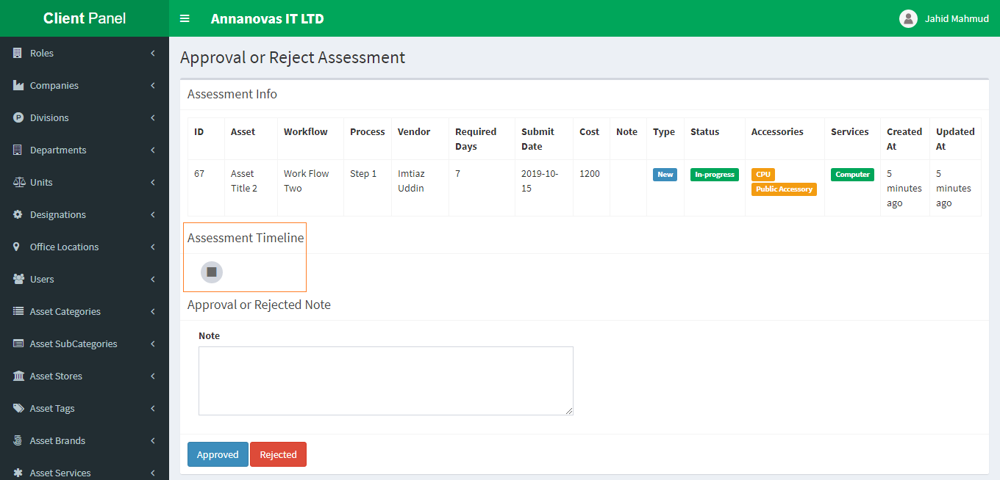 Client Panel
Annanovas IT LTD
Jahid Mahmud
Roles
Companies
Divisions
Departments
Units
Designations
Office Locations
Users
Asset Categories
Asset SubCategories
Asset Stores
Asset Tags
Asset Brands
Asset Services
Approval or Reject Assessment
Assessment Info
ID Asset Workflow Process Vendor Required Days Submit Date Cost Note Type Status Accessories Services Created At Updated At
67 Asset Title 2 Work Flow Two Step 1 Imtiaz Uddin 7 2019-10-15 1200 New In-progress CPU Public Accessory Computer 5 minutes ago 5 minutes ago
Assessment Timeline
Approval or Rejected Note
Note
Approved Rejected